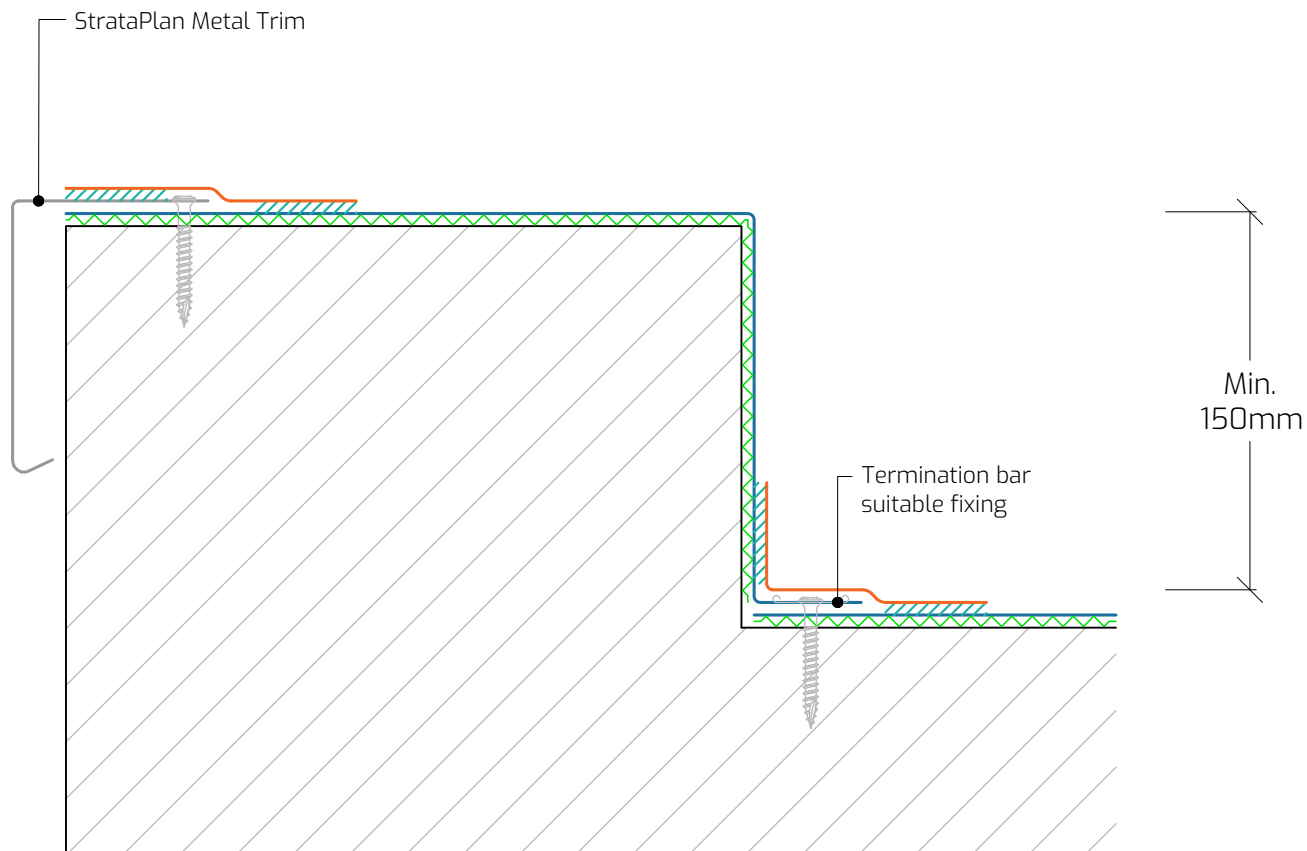 StrataPlan Metal Trim
Min.
150mm
Termination bar
suitable fixing